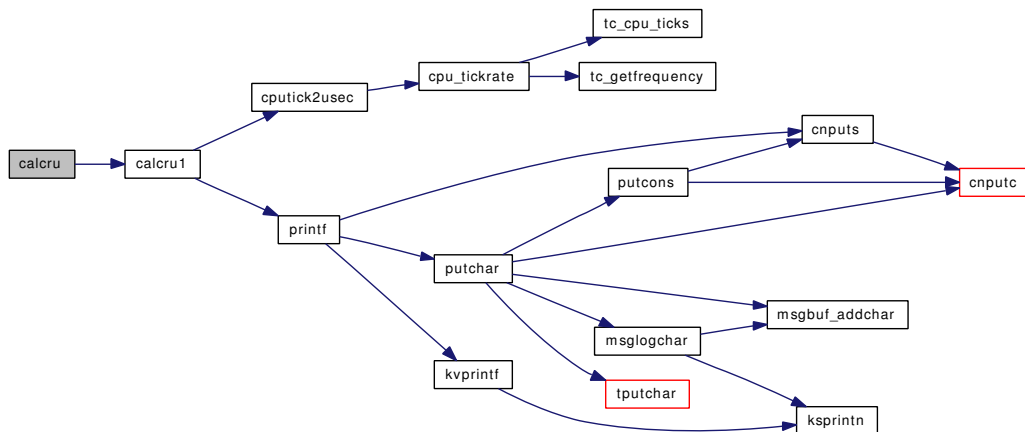 tc_cpu_ticks
cpu_tickrate
tc_getfrequency
cputick2usec
cnputs
calcru
calcru1
putcons
cnputc
printf
putchar
msgbuf_addchar
msglogchar
kvprintf
tputchar
ksprintn